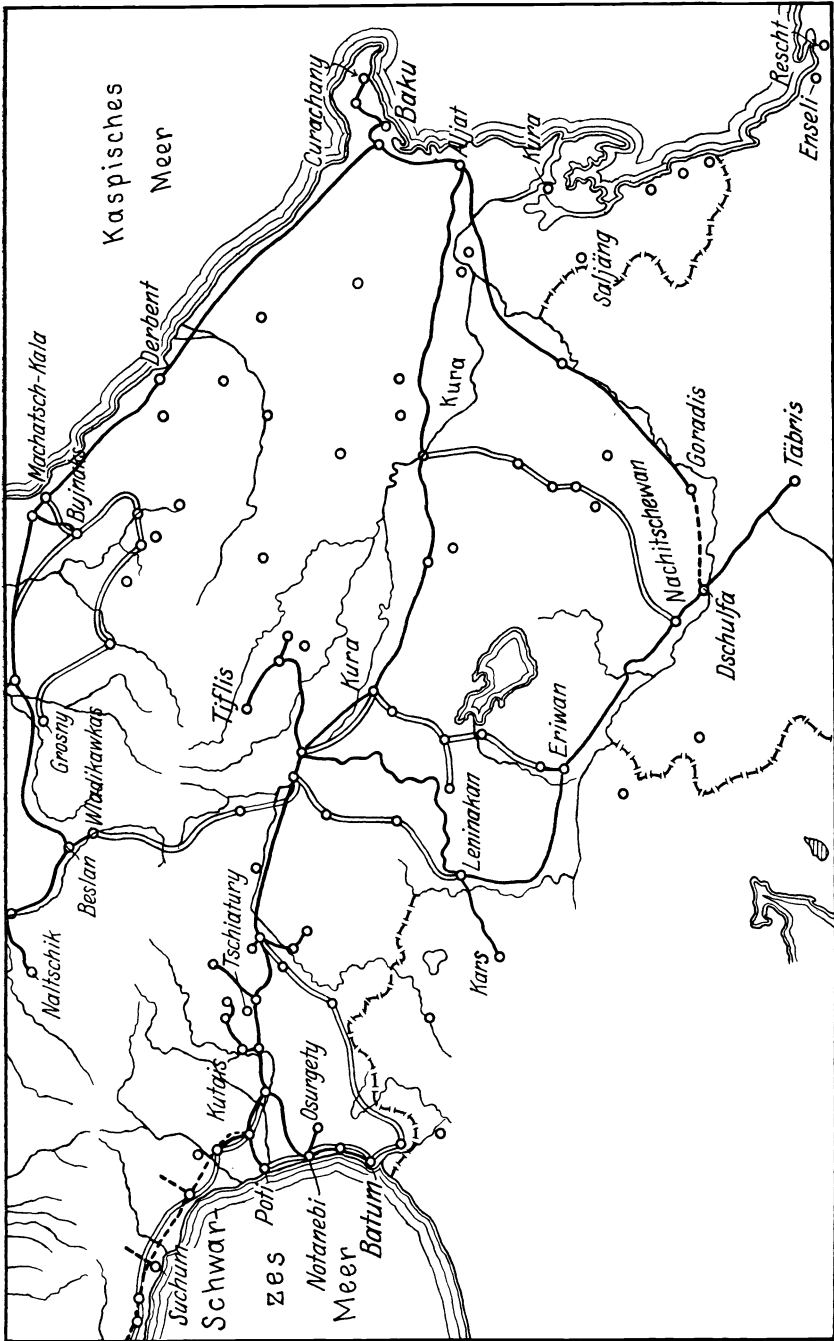 Kaspisches
Meer
Machatsch-Kala
Bujnaksk
Derbent
Curachany
Baku
Aljat
Kura
Saljäng
Enseli
Rescht
Grosny
Wladikawkas
Beslan
Naltschik
Tiflis
Kura
Kura
Tschiatury
Kutais
Osurgety
Poti
Notanebi
Batum
Suchum
Schwar-
zes
Meer
Leninakan
Kars
Eriwan
Nachitschewan
Goradis
Dschulfa
Täbris